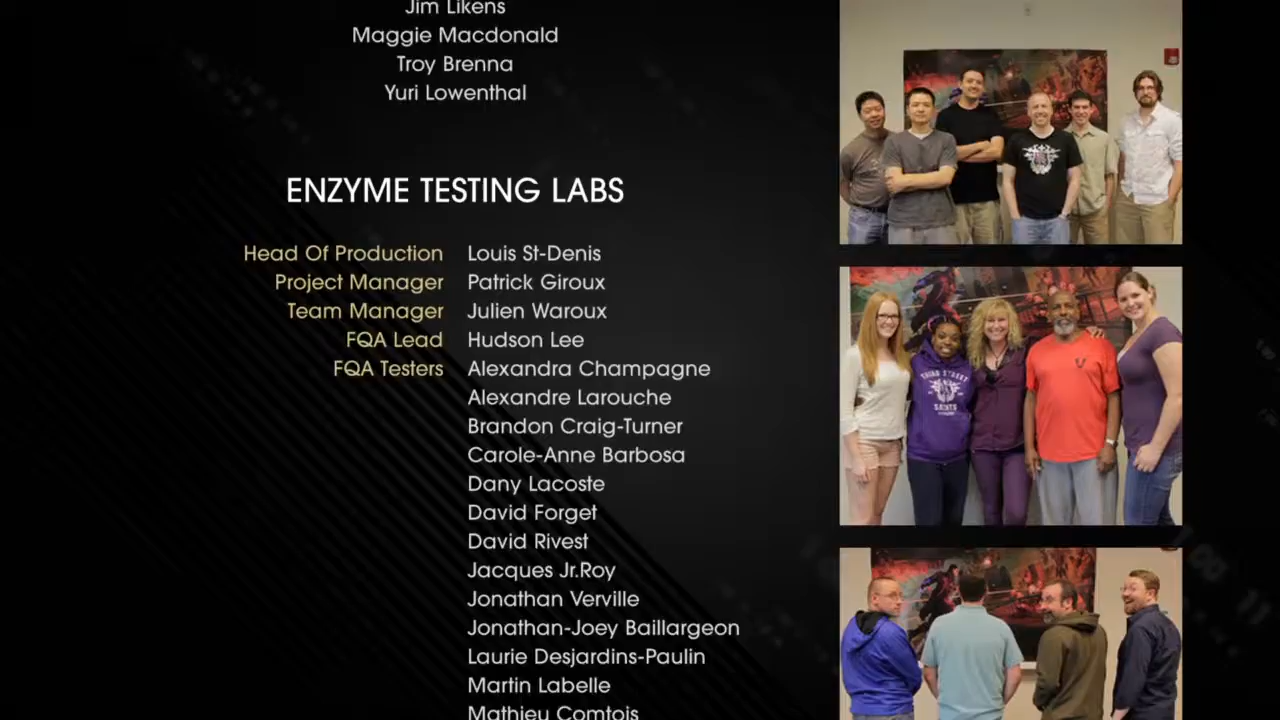 Jim Likens
Maggie Macdonald
Troy Brenna
Yuri Lowenthal
ENZYME TESTING LABS
Head Of Production Louis St-Denis
Project Manager Patrick Giroux
Team Manager Julien Waroux
FQA Lead Hudson Lee
FQA Testers Alexandra Champagne
Alexandre Larouche
Brandon Craig-Turner
Carole-Anne Barbosa
Dany Lacoste
David Forget
David Rivest
Jacques Jr.Roy
Jonathan Verville
Jonathan-Joey Baillargeon
Laurie Desjardins-Paulin
Martin Labelle
Mathieu Comtois
THIRD STREET
SAINTS